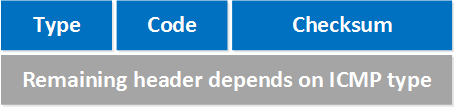 Type Code Checksum
Remaining header depends on ICMP type